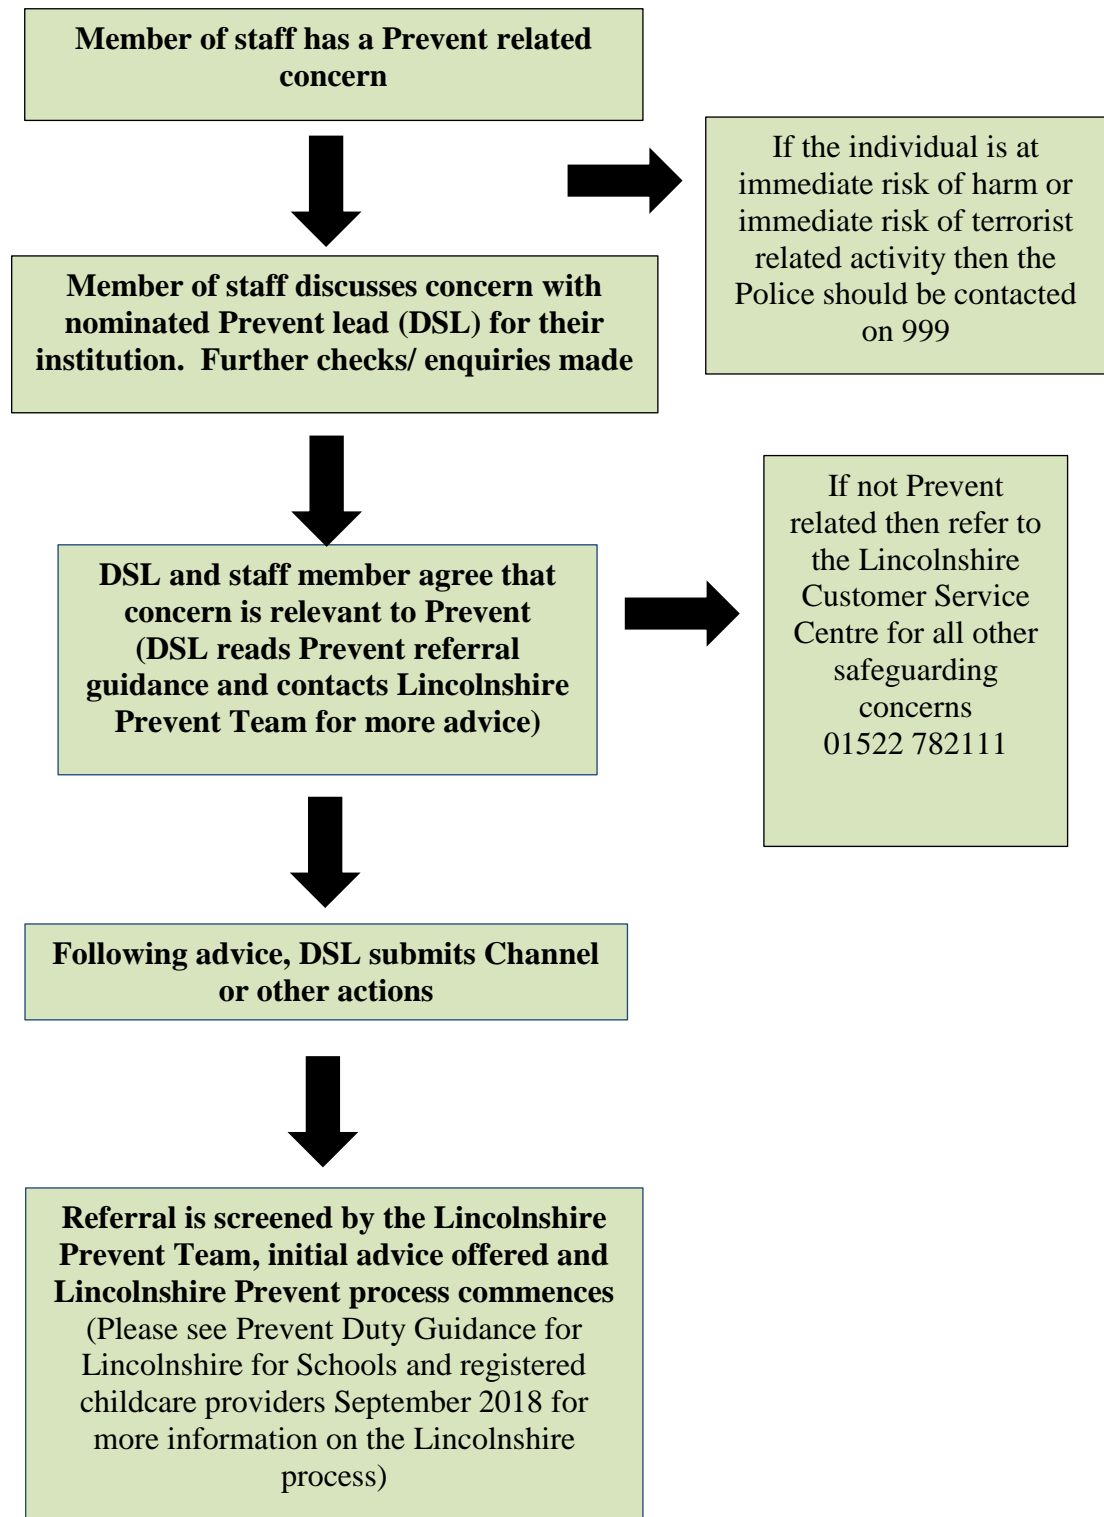 Member of staff has a Prevent related
concern
If the individual is at
immediate risk of harm or
immediate risk of terrorist
related activity then the
Police should be contacted
on 999
Member of staff discusses concern with
nominated Prevent lead (DSL) for their
institution.  Further checks/ enquiries made
If not Prevent
related then refer to
the Lincolnshire
Customer Service
Centre for all other
safeguarding
concerns
01522 782111
DSL and staff member agree that
concern is relevant to Prevent
(DSL reads Prevent referral
guidance and contacts Lincolnshire
Prevent Team for more advice)
Following advice, DSL submits Channel
or other actions
Referral is screened by the Lincolnshire
Prevent Team, initial advice offered and
Lincolnshire Prevent process commences
(Please see Prevent Duty Guidance for
Lincolnshire for Schools and registered
childcare providers September 2018 for
more information on the Lincolnshire
process)